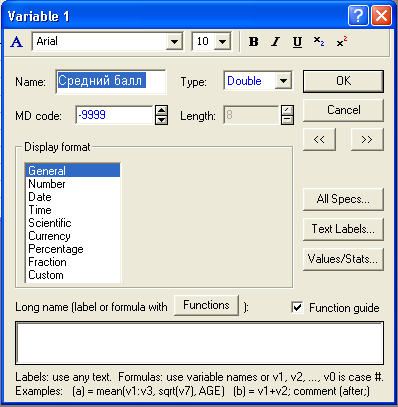 Variable 1
A Arial 10 B I U x₂ x²
Name: Средний балл Type: Double OK
MD code: -9999 Length: 8 Cancel
<< >>
Display format
General
Number
Date
Time
Scientific
Currency
Percentage
Fraction
Custom
All Specs...
Text Labels...
Values/Stats...
Long name (label or formula with Functions ): Function guide
Labels: use any text. Formulas: use variable names or v1, v2, ..., v0 is case #.
Examples: (a) = mean(v1:v3, sqrt(v7), AGE) (b) = v1+v2; comment (after;)